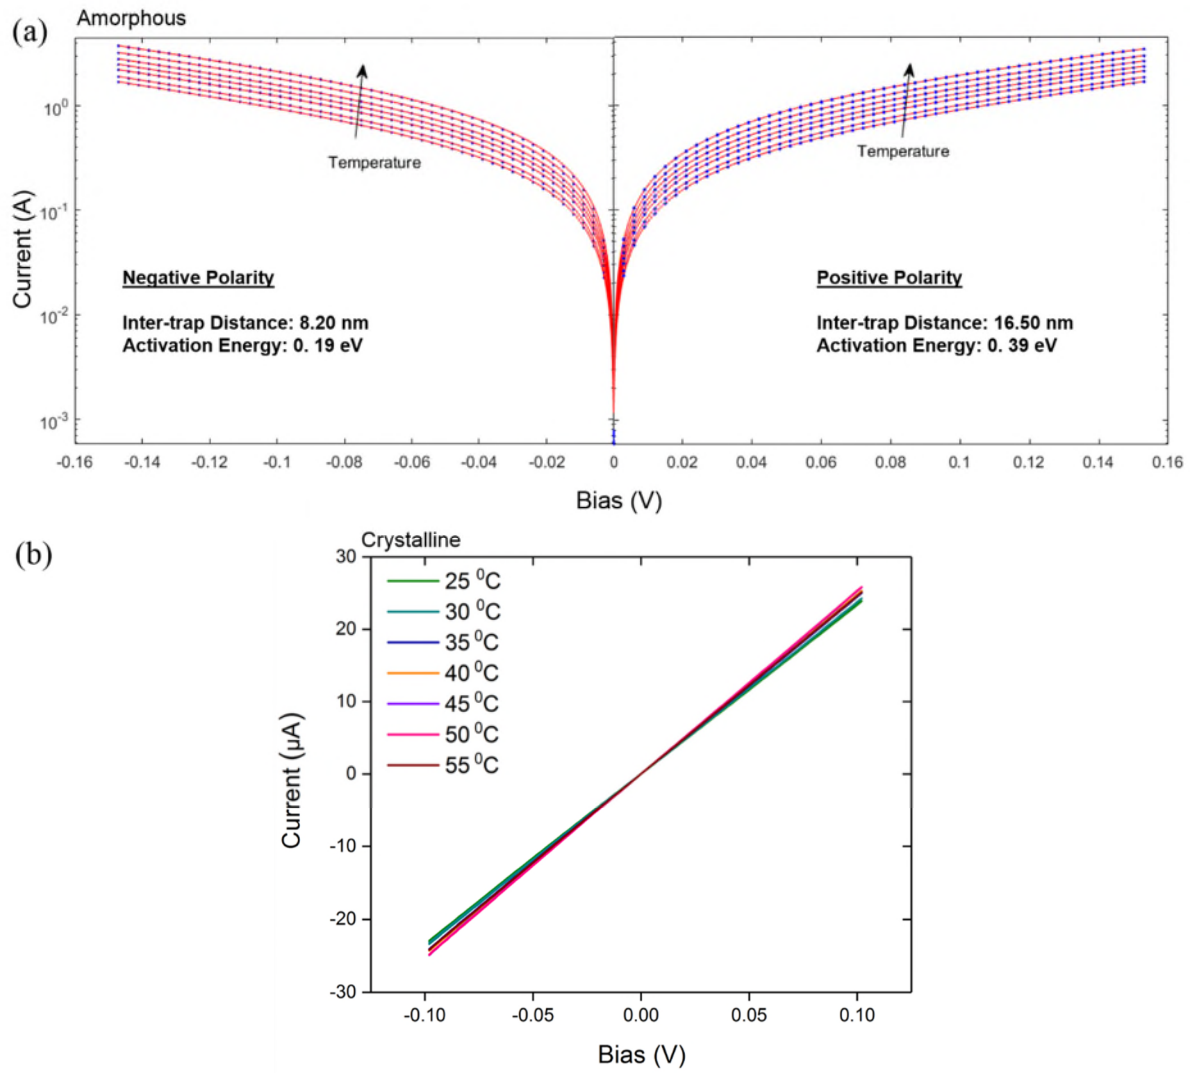 (a)
Amorphous
Current (A)
10⁰
10⁻¹
10⁻²
10⁻³
Temperature
Temperature
Negative Polarity
Inter-trap Distance: 8.20 nm
Activation Energy: 0. 19 eV
Positive Polarity
Inter-trap Distance: 16.50 nm
Activation Energy: 0. 39 eV
-0.16 -0.14 -0.12 -0.1 -0.08 -0.06 -0.04 -0.02 0 0.02 0.04 0.06 0.08 0.1 0.12 0.14 0.16
Bias (V)
(b)
Crystalline
Current (µA)
30
20
10
0
-10
-20
-30
25 ⁰C
30 ⁰C
35 ⁰C
40 ⁰C
45 ⁰C
50 ⁰C
55 ⁰C
-0.10 -0.05 0.00 0.05 0.10
Bias (V)